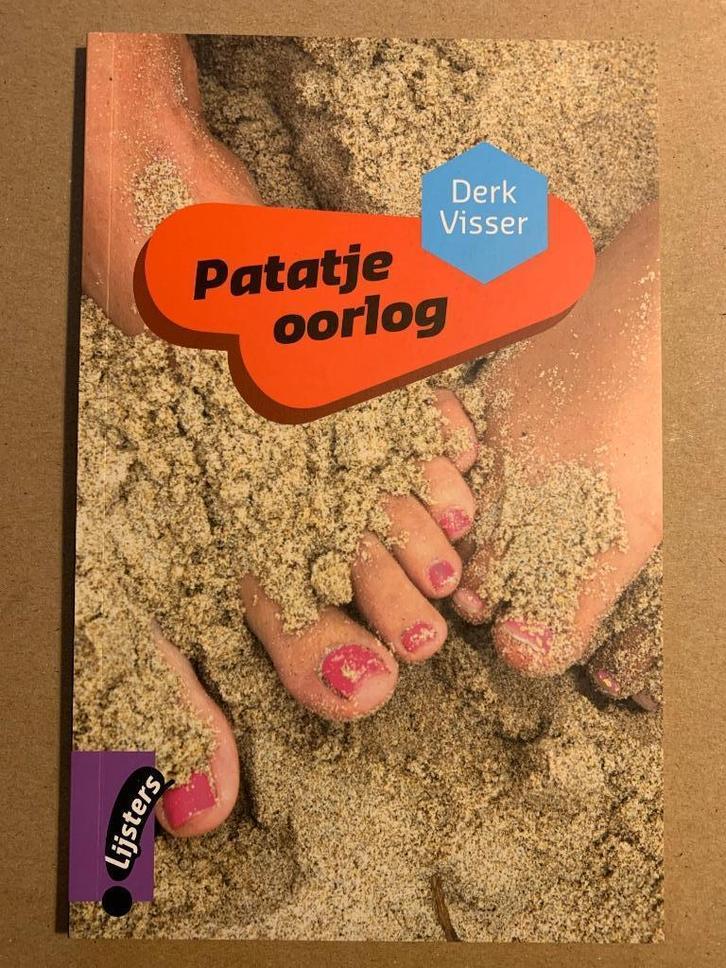 Derk
Visser
Patatje
oorlog
Lijsters